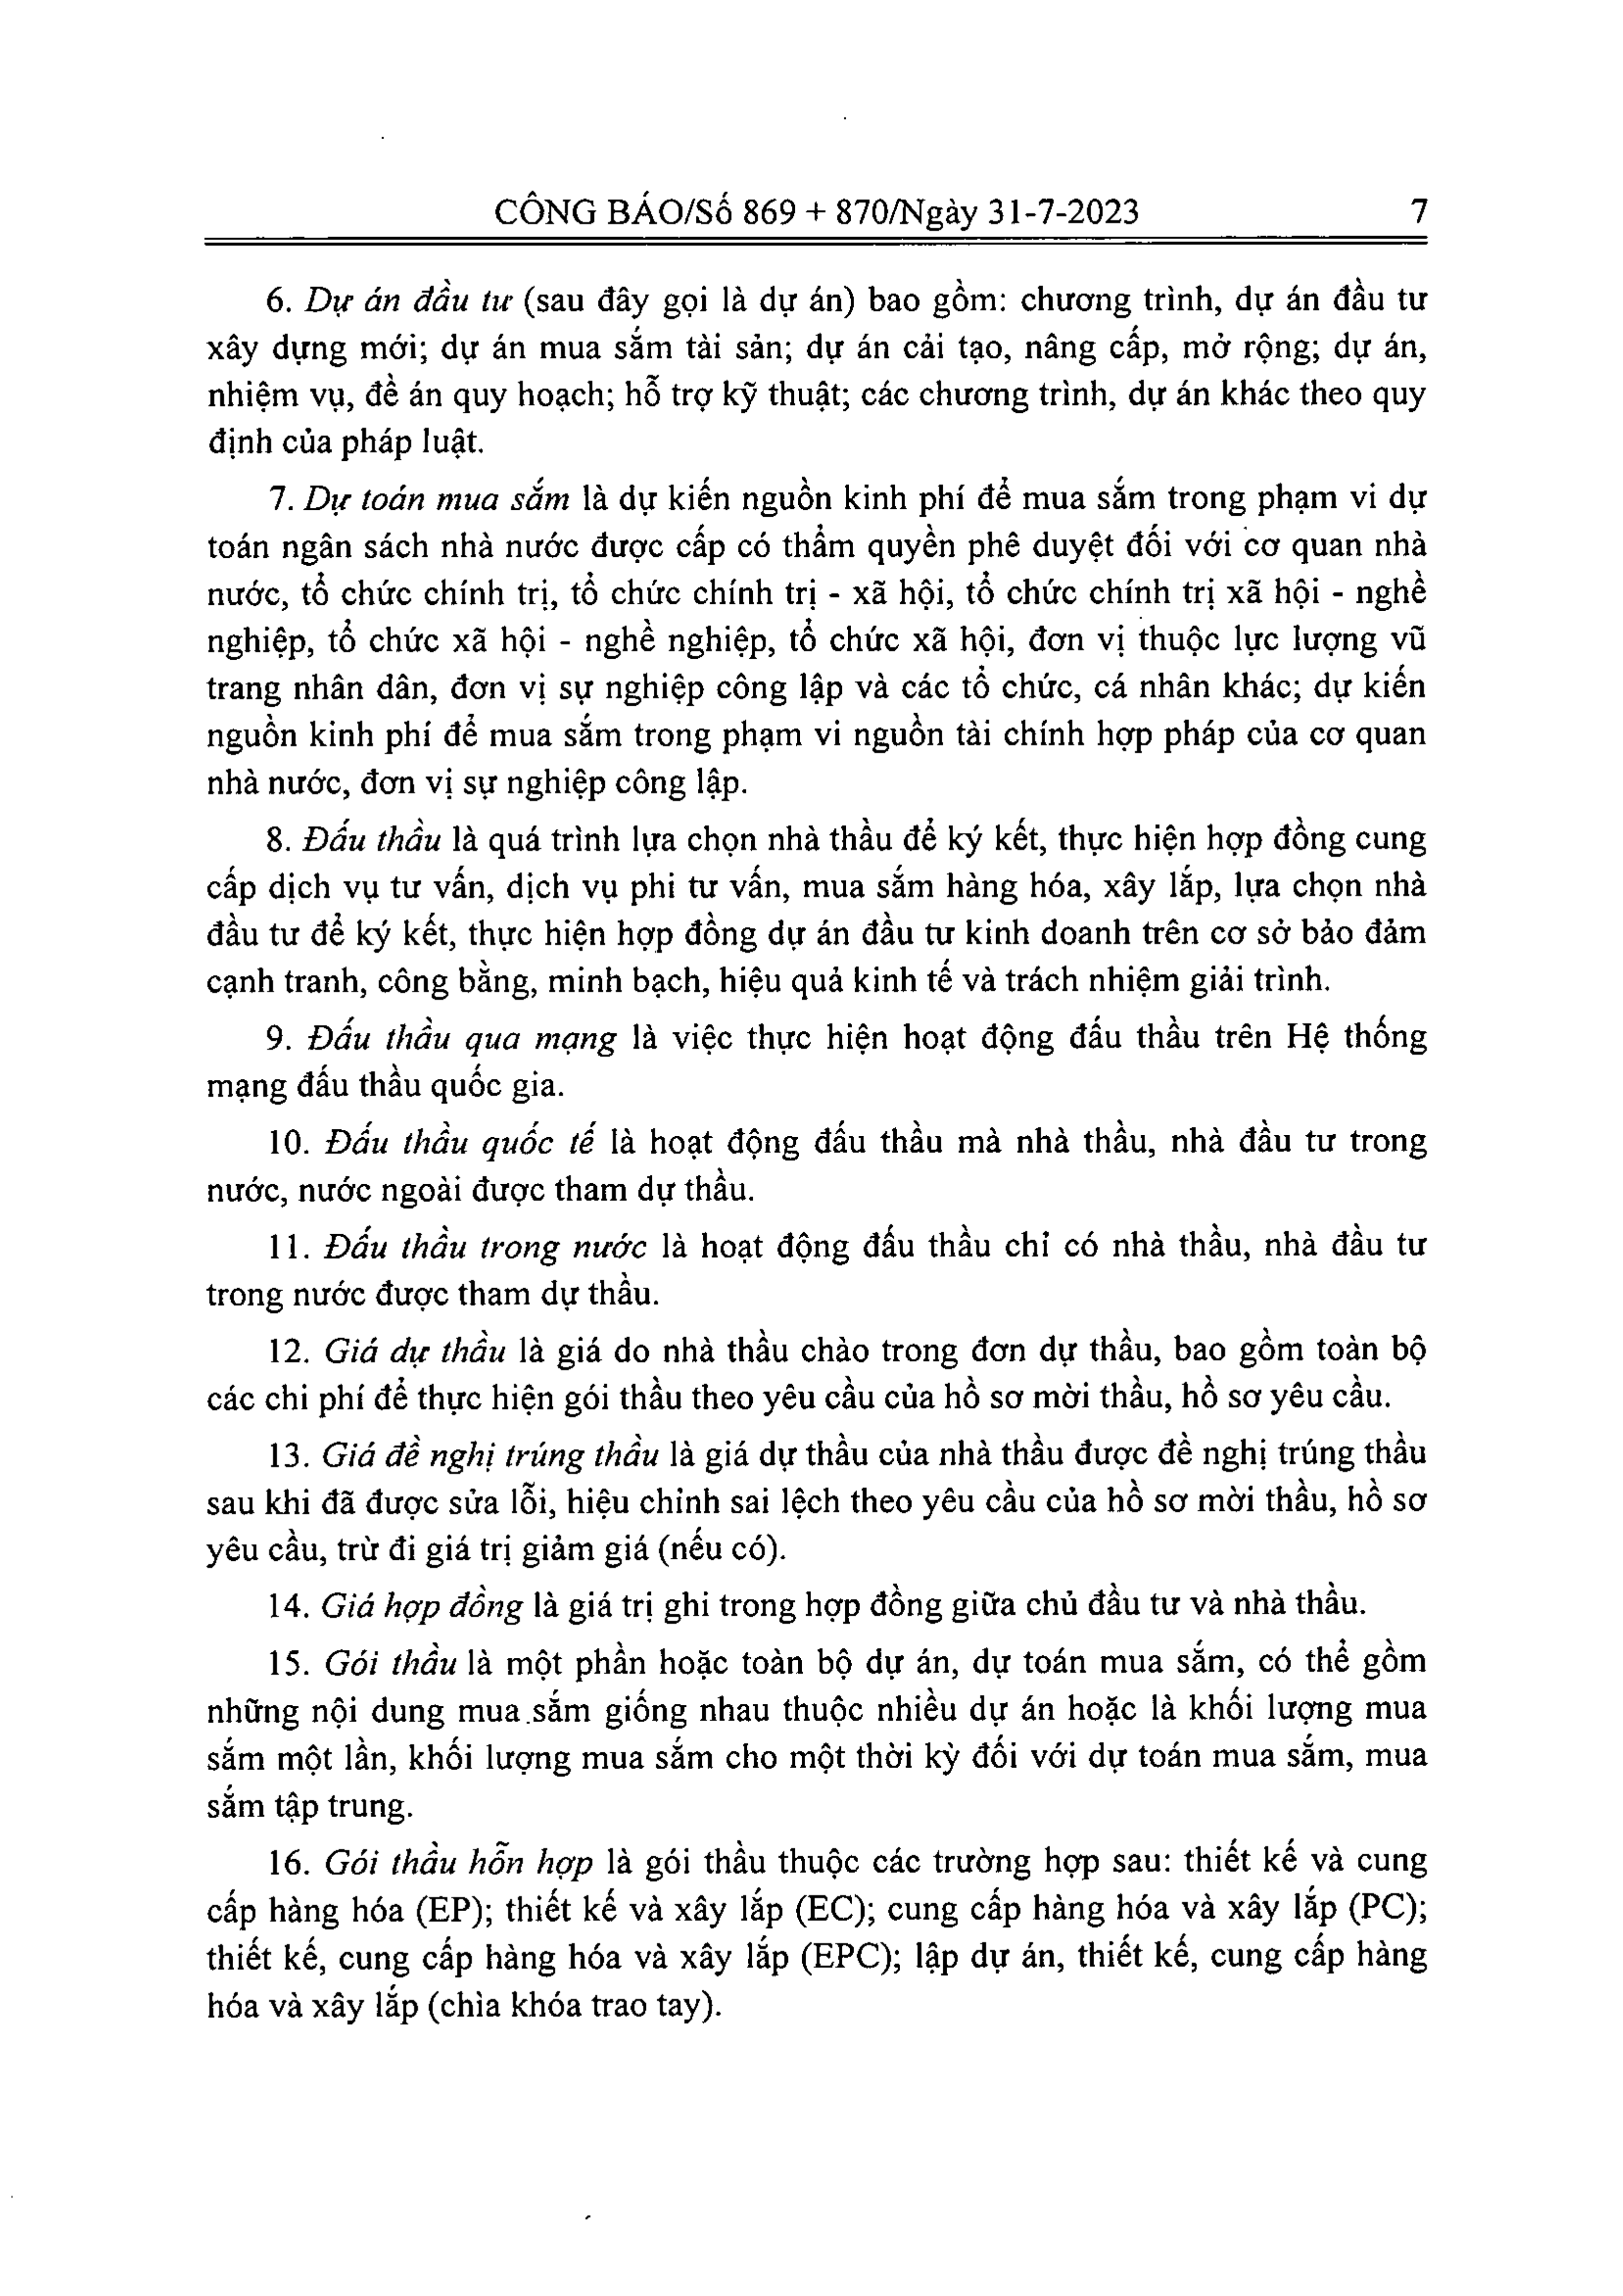 CÔNG BÁO/Số 869 + 870/Ngày 31-7-2023 7
6. Dự án đầu tư (sau đây gọi là dự án) bao gồm: chương trình, dự án đầu tư
xây dựng mới; dự án mua sắm tài sản; dự án cải tạo, nâng cấp, mở rộng; dự án,
nhiệm vụ, đề án quy hoạch; hỗ trợ kỹ thuật; các chương trình, dự án khác theo quy
định của pháp luật.
7. Dự toán mua sắm là dự kiến nguồn kinh phí để mua sắm trong phạm vi dự
toán ngân sách nhà nước được cấp có thẩm quyền phê duyệt đối với cơ quan nhà
nước, tổ chức chính trị, tổ chức chính trị - xã hội, tổ chức chính trị xã hội - nghề
nghiệp, tổ chức xã hội - nghề nghiệp, tổ chức xã hội, đơn vị thuộc lực lượng vũ
trang nhân dân, đơn vị sự nghiệp công lập và các tổ chức, cá nhân khác; dự kiến
nguồn kinh phí để mua sắm trong phạm vi nguồn tài chính hợp pháp của cơ quan
nhà nước, đơn vị sự nghiệp công lập.
8. Đấu thầu là quá trình lựa chọn nhà thầu để ký kết, thực hiện hợp đồng cung
cấp dịch vụ tư vấn, dịch vụ phi tư vấn, mua sắm hàng hóa, xây lắp, lựa chọn nhà
đầu tư để ký kết, thực hiện hợp đồng dự án đầu tư kinh doanh trên cơ sở bảo đảm
cạnh tranh, công bằng, minh bạch, hiệu quả kinh tế và trách nhiệm giải trình.
9. Đấu thầu qua mạng là việc thực hiện hoạt động đấu thầu trên Hệ thống
mạng đấu thầu quốc gia.
10. Đấu thầu quốc tế là hoạt động đấu thầu mà nhà thầu, nhà đầu tư trong
nước, nước ngoài được tham dự thầu.
11. Đấu thầu trong nước là hoạt động đấu thầu chỉ có nhà thầu, nhà đầu tư
trong nước được tham dự thầu.
12. Giá dự thầu là giá do nhà thầu chào trong đơn dự thầu, bao gồm toàn bộ
các chi phí để thực hiện gói thầu theo yêu cầu của hồ sơ mời thầu, hồ sơ yêu cầu.
13. Giá đề nghị trúng thầu là giá dự thầu của nhà thầu được đề nghị trúng thầu
sau khi đã được sửa lỗi, hiệu chỉnh sai lệch theo yêu cầu của hồ sơ mời thầu, hồ sơ
yêu cầu, trừ đi giá trị giảm giá (nếu có).
14. Giá hợp đồng là giá trị ghi trong hợp đồng giữa chủ đầu tư và nhà thầu.
15. Gói thầu là một phần hoặc toàn bộ dự án, dự toán mua sắm, có thể gồm
những nội dung mua sắm giống nhau thuộc nhiều dự án hoặc là khối lượng mua
sắm một lần, khối lượng mua sắm cho một thời kỳ đối với dự toán mua sắm, mua
sắm tập trung.
16. Gói thầu hỗn hợp là gói thầu thuộc các trường hợp sau: thiết kế và cung
cấp hàng hóa (EP); thiết kế và xây lắp (EC); cung cấp hàng hóa và xây lắp (PC);
thiết kế, cung cấp hàng hóa và xây lắp (EPC); lập dự án, thiết kế, cung cấp hàng
hóa và xây lắp (chìa khóa trao tay).